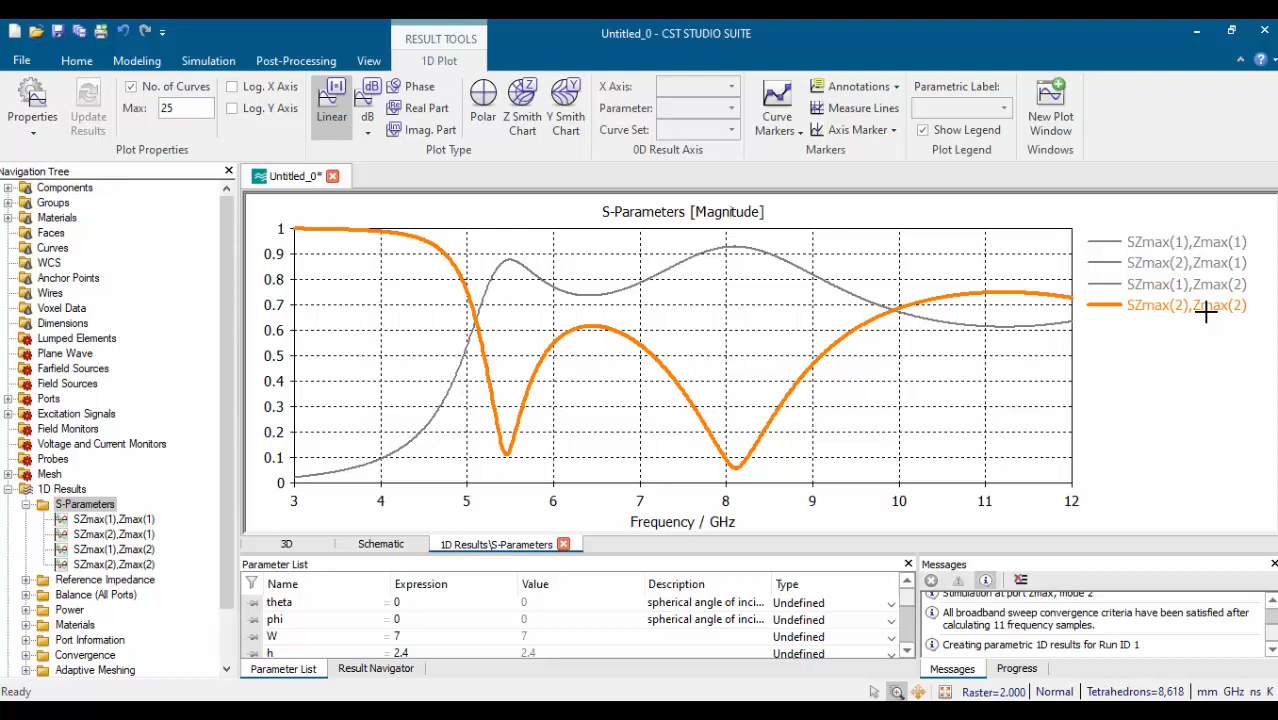 Untitled_0 - CST STUDIO SUITE
RESULT TOOLS
File Home Modeling Simulation Post-Processing View 1D Plot
Properties
Update Results
No. of Curves
Max: 25
Plot Properties
Log. X Axis
Log. Y Axis
Linear
dB
Phase
Real Part
Imag. Part
Polar
Z Smith Chart
Y Smith Chart
Plot Type
X Axis:
Parameter:
Curve Set:
0D Result Axis
Curve Markers
Annotations
Measure Lines
Axis Marker
Markers
Parametric Label:
Show Legend
Plot Legend
New Plot Window
Windows
Navigation Tree
Components
Groups
Materials
Faces
Curves
WCS
Anchor Points
Wires
Voxel Data
Dimensions
Lumped Elements
Plane Wave
Farfield Sources
Field Sources
Ports
Excitation Signals
Field Monitors
Voltage and Current Monitors
Probes
Mesh
1D Results
S-Parameters
SZmax(1),Zmax(1)
SZmax(2),Zmax(1)
SZmax(1),Zmax(2)
SZmax(2),Zmax(2)
Reference Impedance
Balance (All Ports)
Power
Materials
Port Information
Convergence
Adaptive Meshing
Untitled_0*
S-Parameters [Magnitude]
1
0.9
0.8
0.7
0.6
0.5
0.4
0.3
0.2
0.1
0
3 4 5 6 7 8 9 10 11 12
Frequency / GHz
SZmax(1),Zmax(1)
SZmax(2),Zmax(1)
SZmax(1),Zmax(2)
SZmax(2),Zmax(2)
3D Schematic 1D Results\S-Parameters
Parameter List
Name Expression Value Description Type
theta = 0 0 spherical angle of inci... Undefined
phi = 0 0 spherical angle of inci... Undefined
W = 7 7 Undefined
h = 2.4 2.4 Undefined
Parameter List Result Navigator
Messages
Stimulation at port Zmax, mode 2
All broadband sweep convergence criteria have been satisfied after
calculating 11 frequency samples.
Creating parametric 1D results for Run ID 1
Messages Progress
Ready
Raster=2.000 Normal Tetrahedrons=8,618 mm GHz ns K